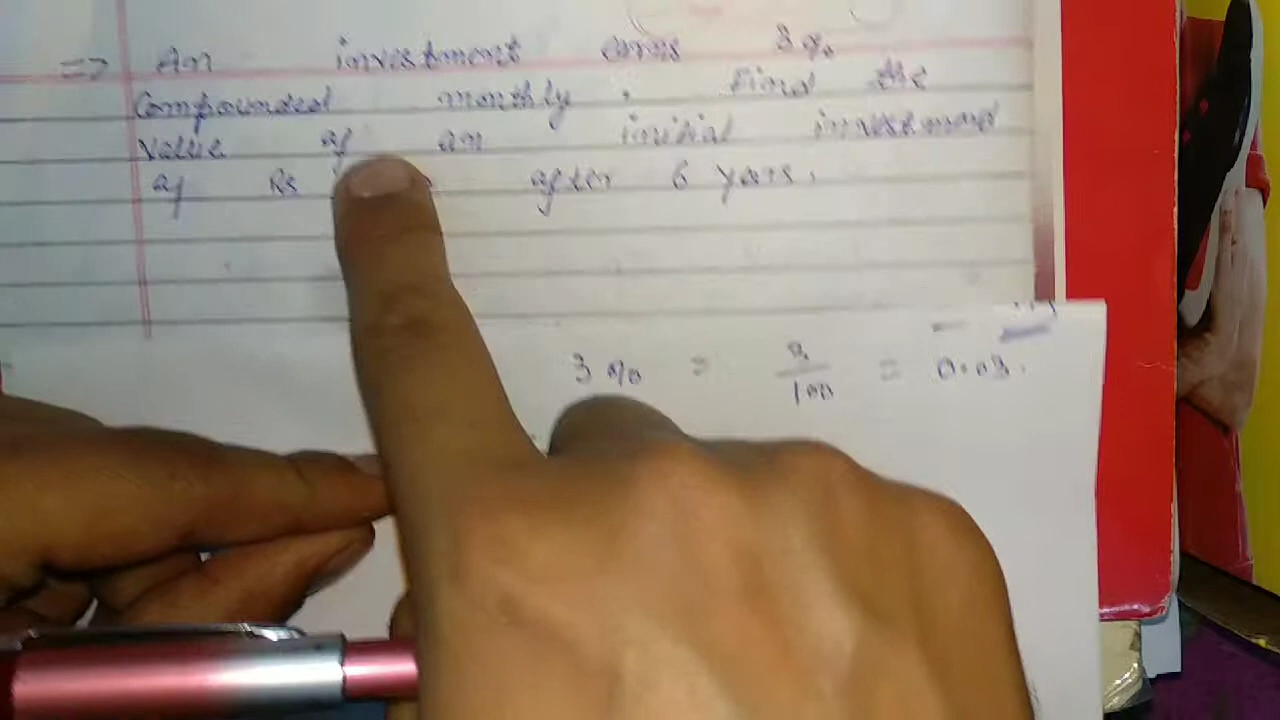 => An investment earns 3%
Compounded monthly. Find the
value of an initial investment
of Rs after 6 years.
3% = 3/100 = 0.03.